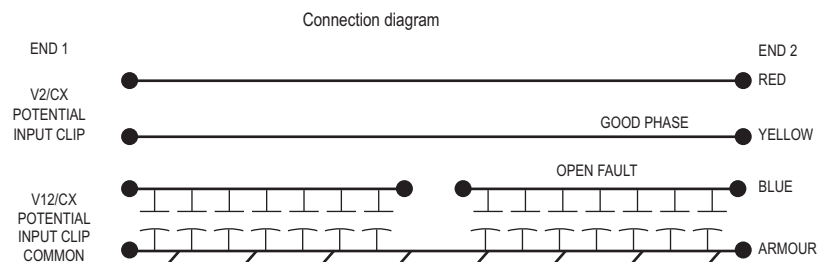 Connection diagram
END 1
END 2
RED
V2/CX
POTENTIAL
INPUT CLIP
GOOD PHASE
YELLOW
OPEN FAULT
BLUE
V12/CX
POTENTIAL
INPUT CLIP
COMMON
ARMOUR